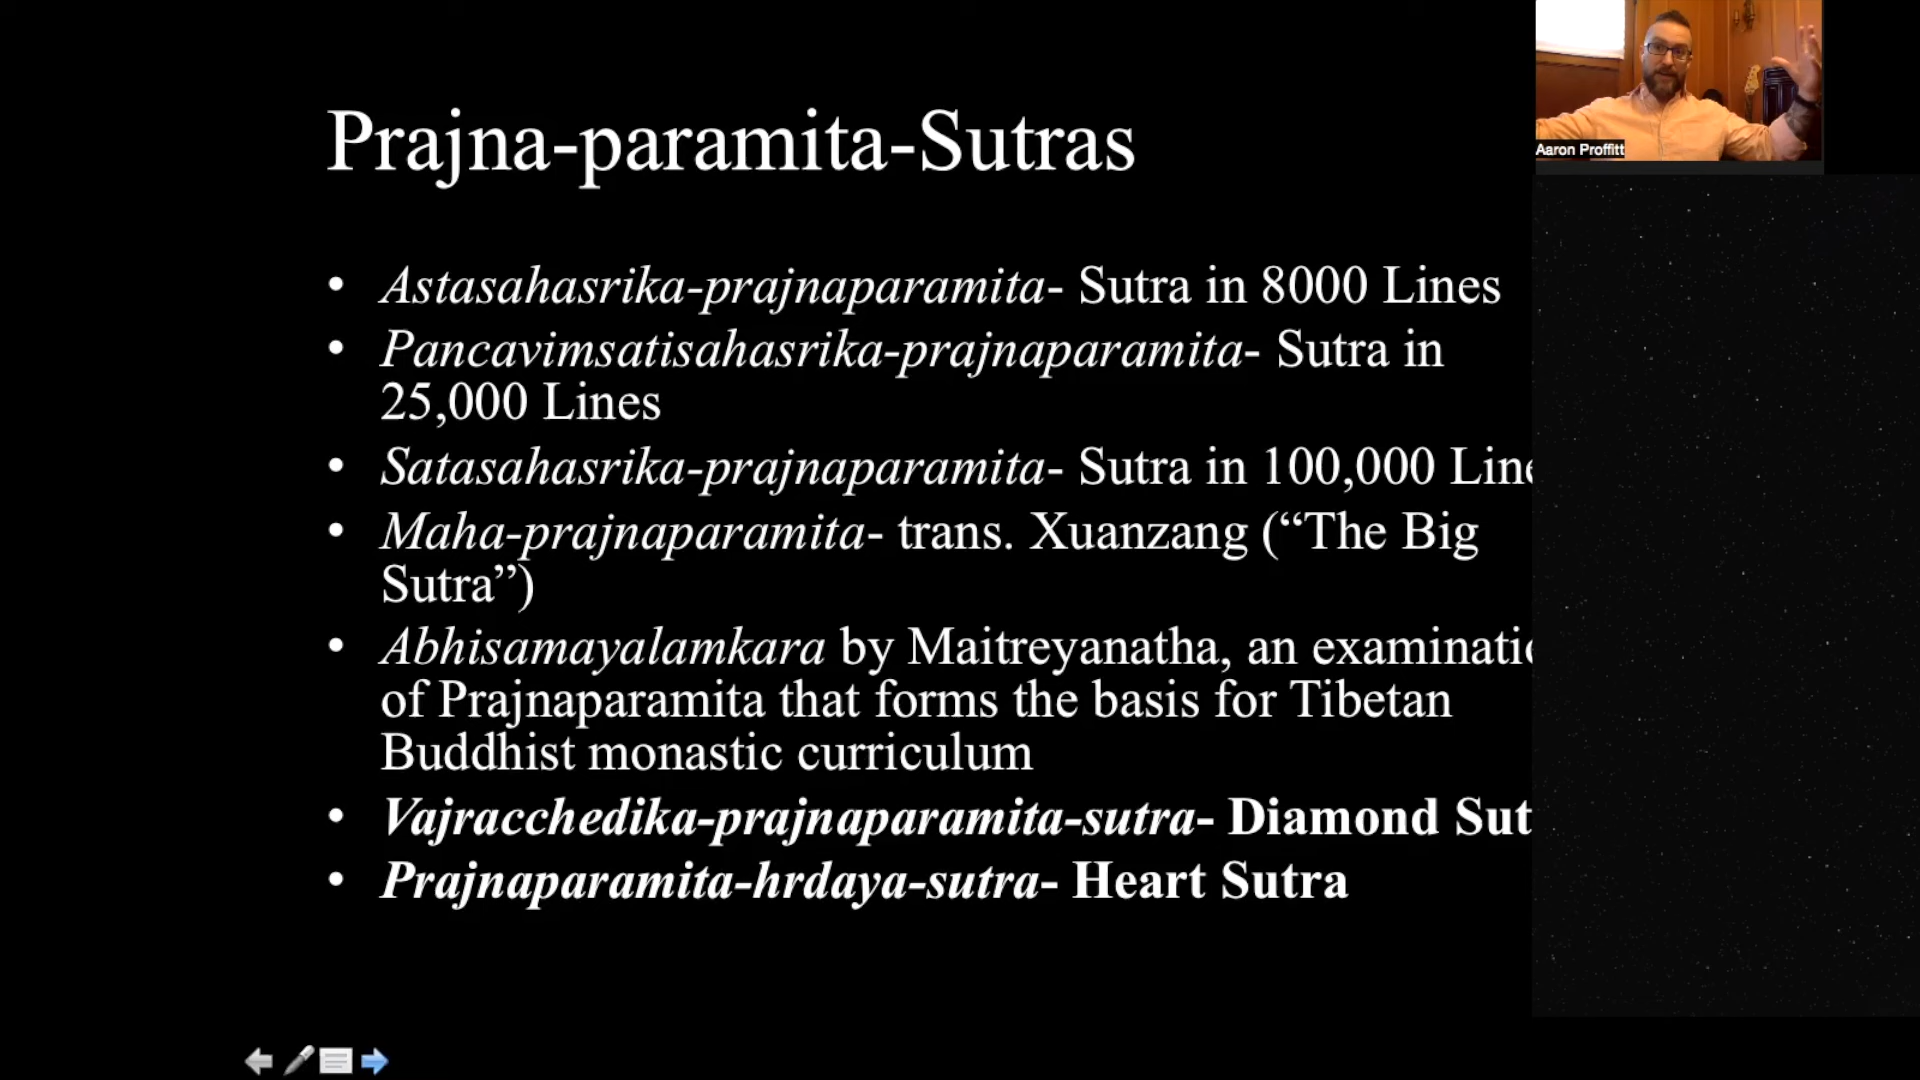 Prajna-paramita-Sutras
• Astasahasrika-prajnaparamita- Sutra in 8000 Lines
• Pancavimsatisahasrika-prajnaparamita- Sutra in
25,000 Lines
• Satasahasrika-prajnaparamita- Sutra in 100,000 Line
• Maha-prajnaparamita- trans. Xuanzang (“The Big
Sutra”)
• Abhisamayalamkara by Maitreyanatha, an examinatio
of Prajnaparamita that forms the basis for Tibetan
Buddhist monastic curriculum
• Vajracchedika-prajnaparamita-sutra- Diamond Sut
• Prajnaparamita-hrdaya-sutra- Heart Sutra
Aaron Proffitt